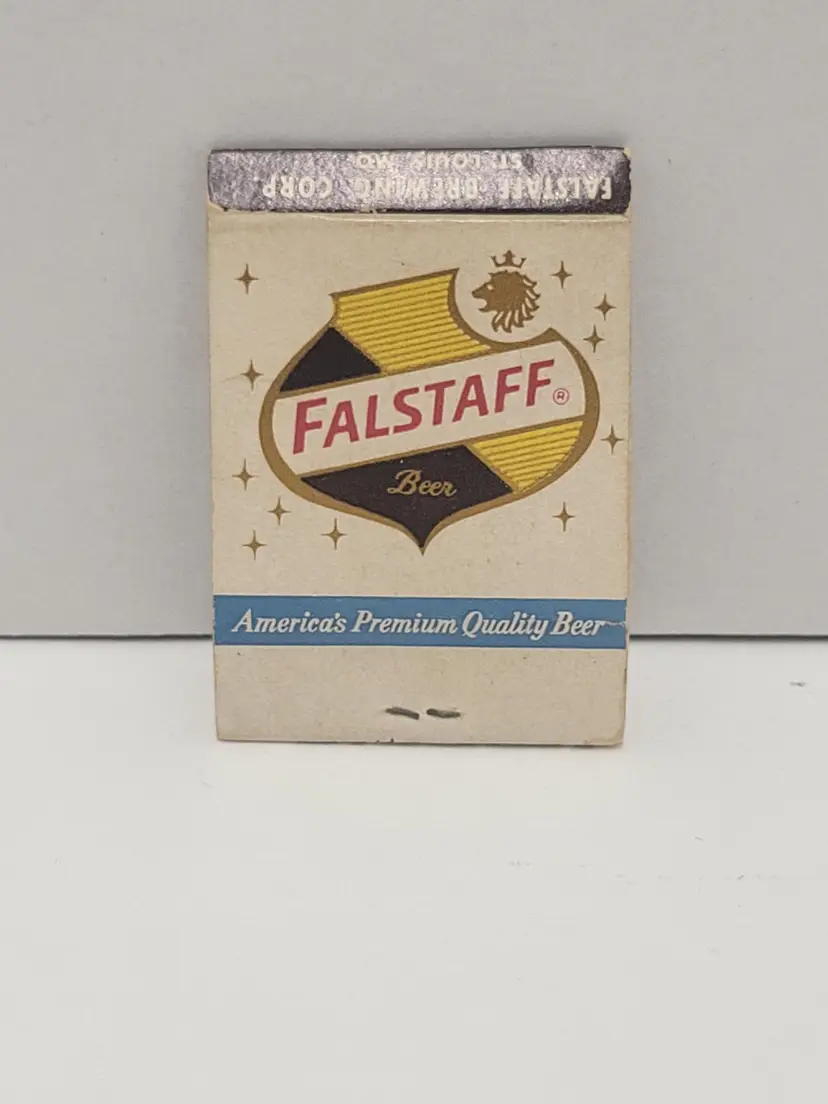 FALSTAFF BREWING CORP.
ST. LOUIS, MO.
FALSTAFF®
Beer
America's Premium Quality Beer